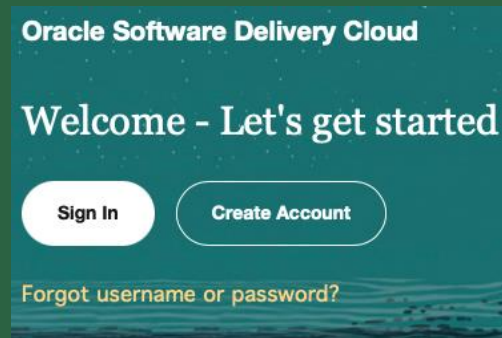 Oracle Software Delivery Cloud
Welcome - Let's get started
Sign In
Create Account
Forgot username or password?